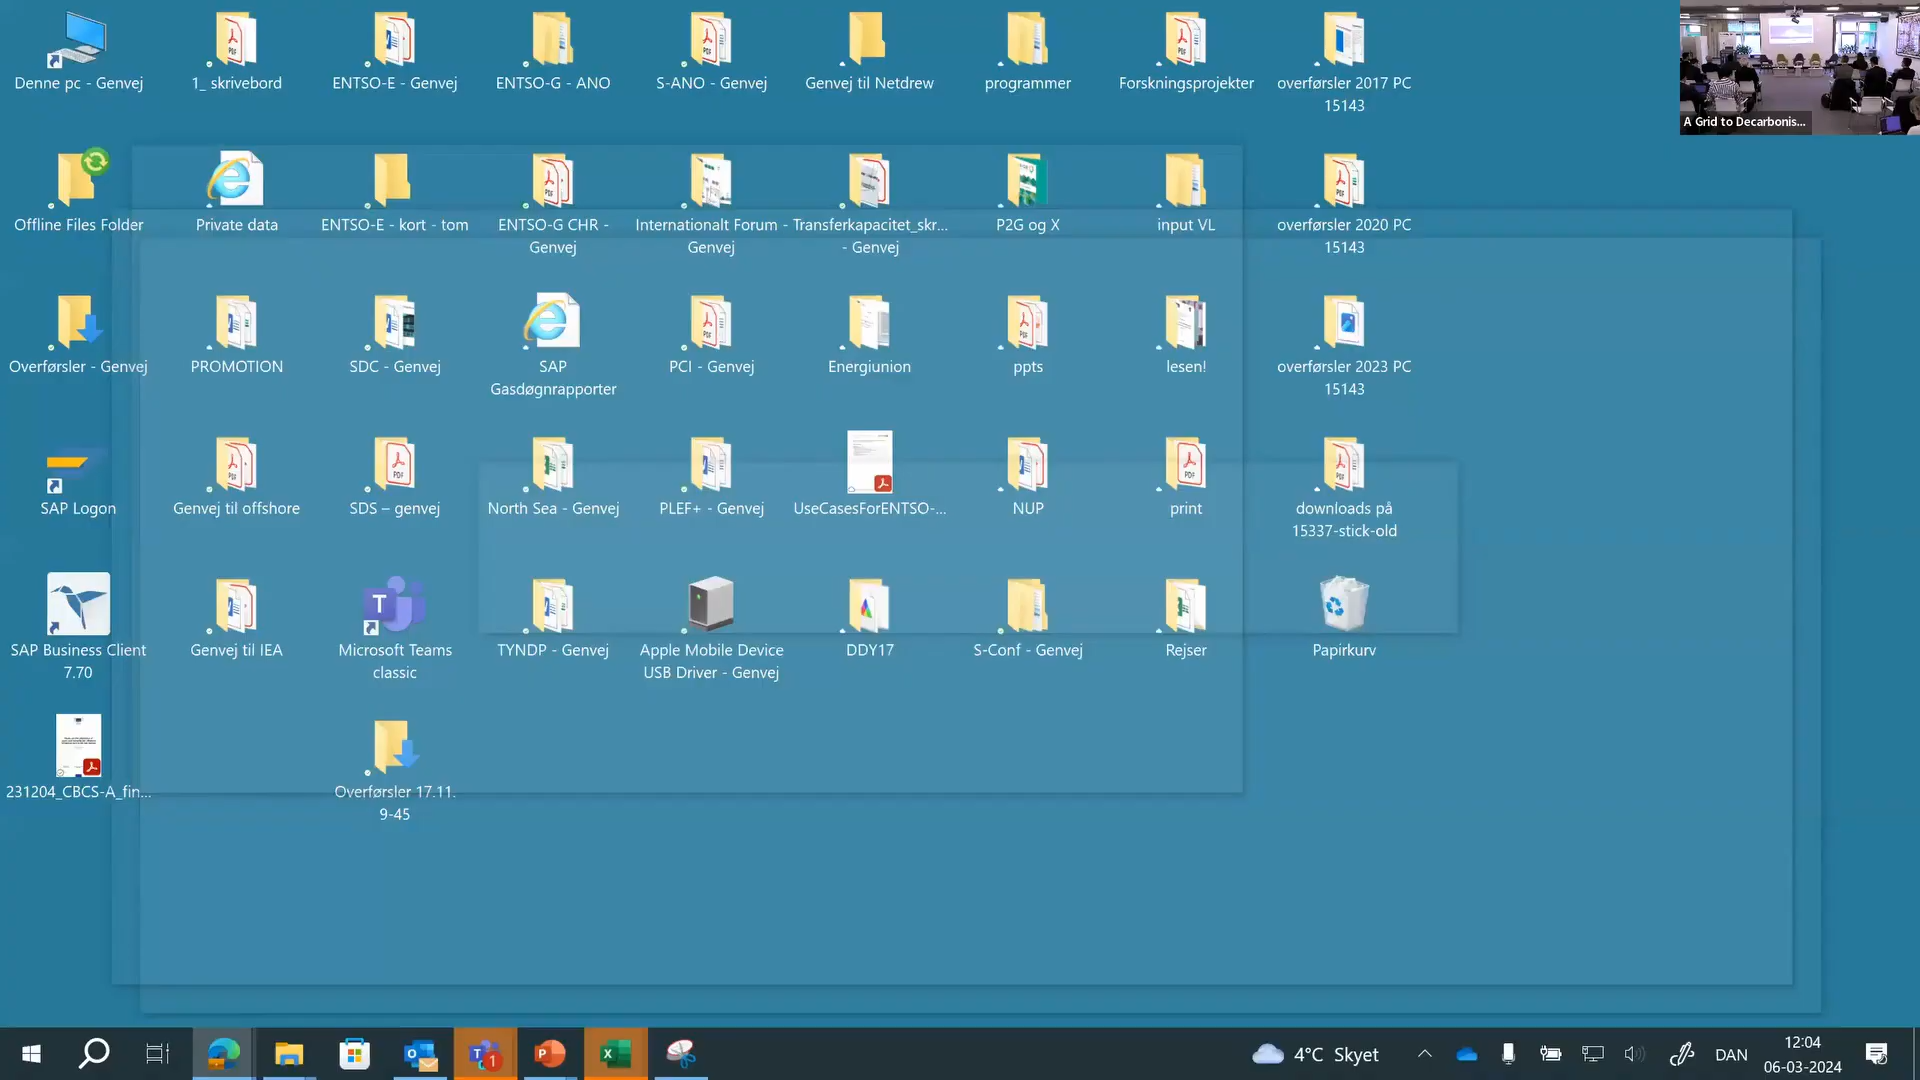 Denne pc - Genvej
1_ skrivebord
ENTSO-E - Genvej
ENTSO-G - ANO
S-ANO - Genvej
Genvej til Netdrew
programmer
Forskningsprojekter
overførsler 2017 PC
15143
A Grid to Decarbonis...
Offline Files Folder
Private data
ENTSO-E - kort - tom
ENTSO-G CHR -
Genvej
Internationalt Forum -
Genvej
Transferkapacitet_skr...
- Genvej
P2G og X
input VL
overførsler 2020 PC
15143
Overførsler - Genvej
PROMOTION
SDC - Genvej
SAP
Gasdøgnrapporter
PCI - Genvej
Energiunion
ppts
lesen!
overførsler 2023 PC
15143
SAP Logon
Genvej til offshore
SDS – genvej
North Sea - Genvej
PLEF+ - Genvej
UseCasesForENTSO-...
NUP
print
downloads på
15337-stick-old
SAP Business Client
7.70
Genvej til IEA
Microsoft Teams
classic
TYNDP - Genvej
Apple Mobile Device
USB Driver - Genvej
DDY17
S-Conf - Genvej
Rejser
Papirkurv
231204_CBCS-A_fin...
Overførsler 17.11.
9-45
4°C Skyet
DAN
12:04
06-03-2024